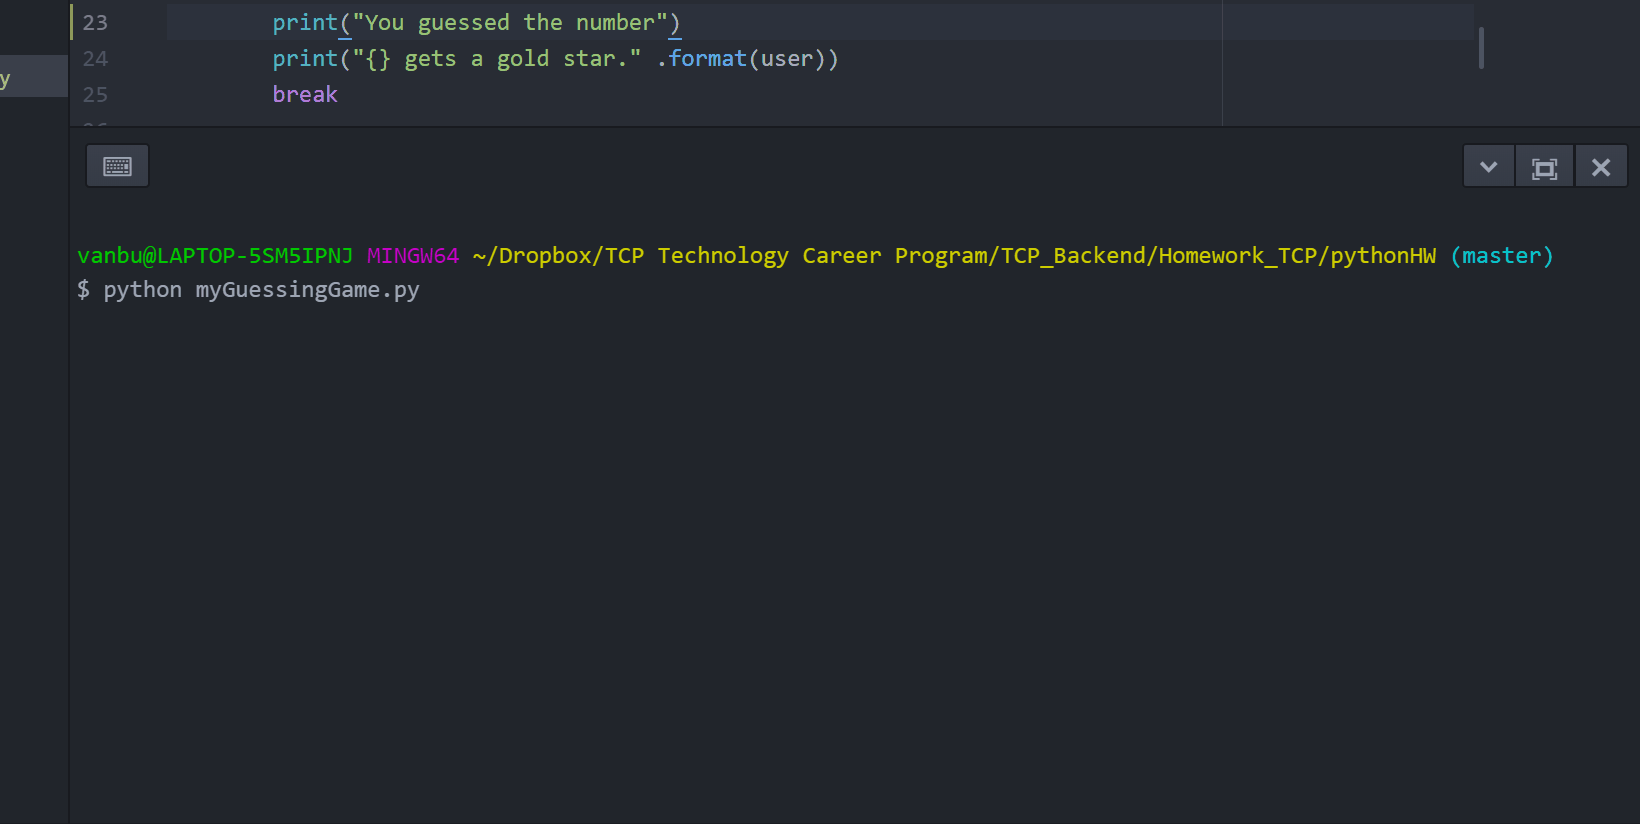 23 print("You guessed the number")
y
24 print("{} gets a gold star." .format(user))
25 break
vanbu@LAPTOP-5SM5IPNJ MINGW64 ~/Dropbox/TCP Technology Career Program/TCP_Backend/Homework_TCP/pythonHW (master)
$ python myGuessingGame.py